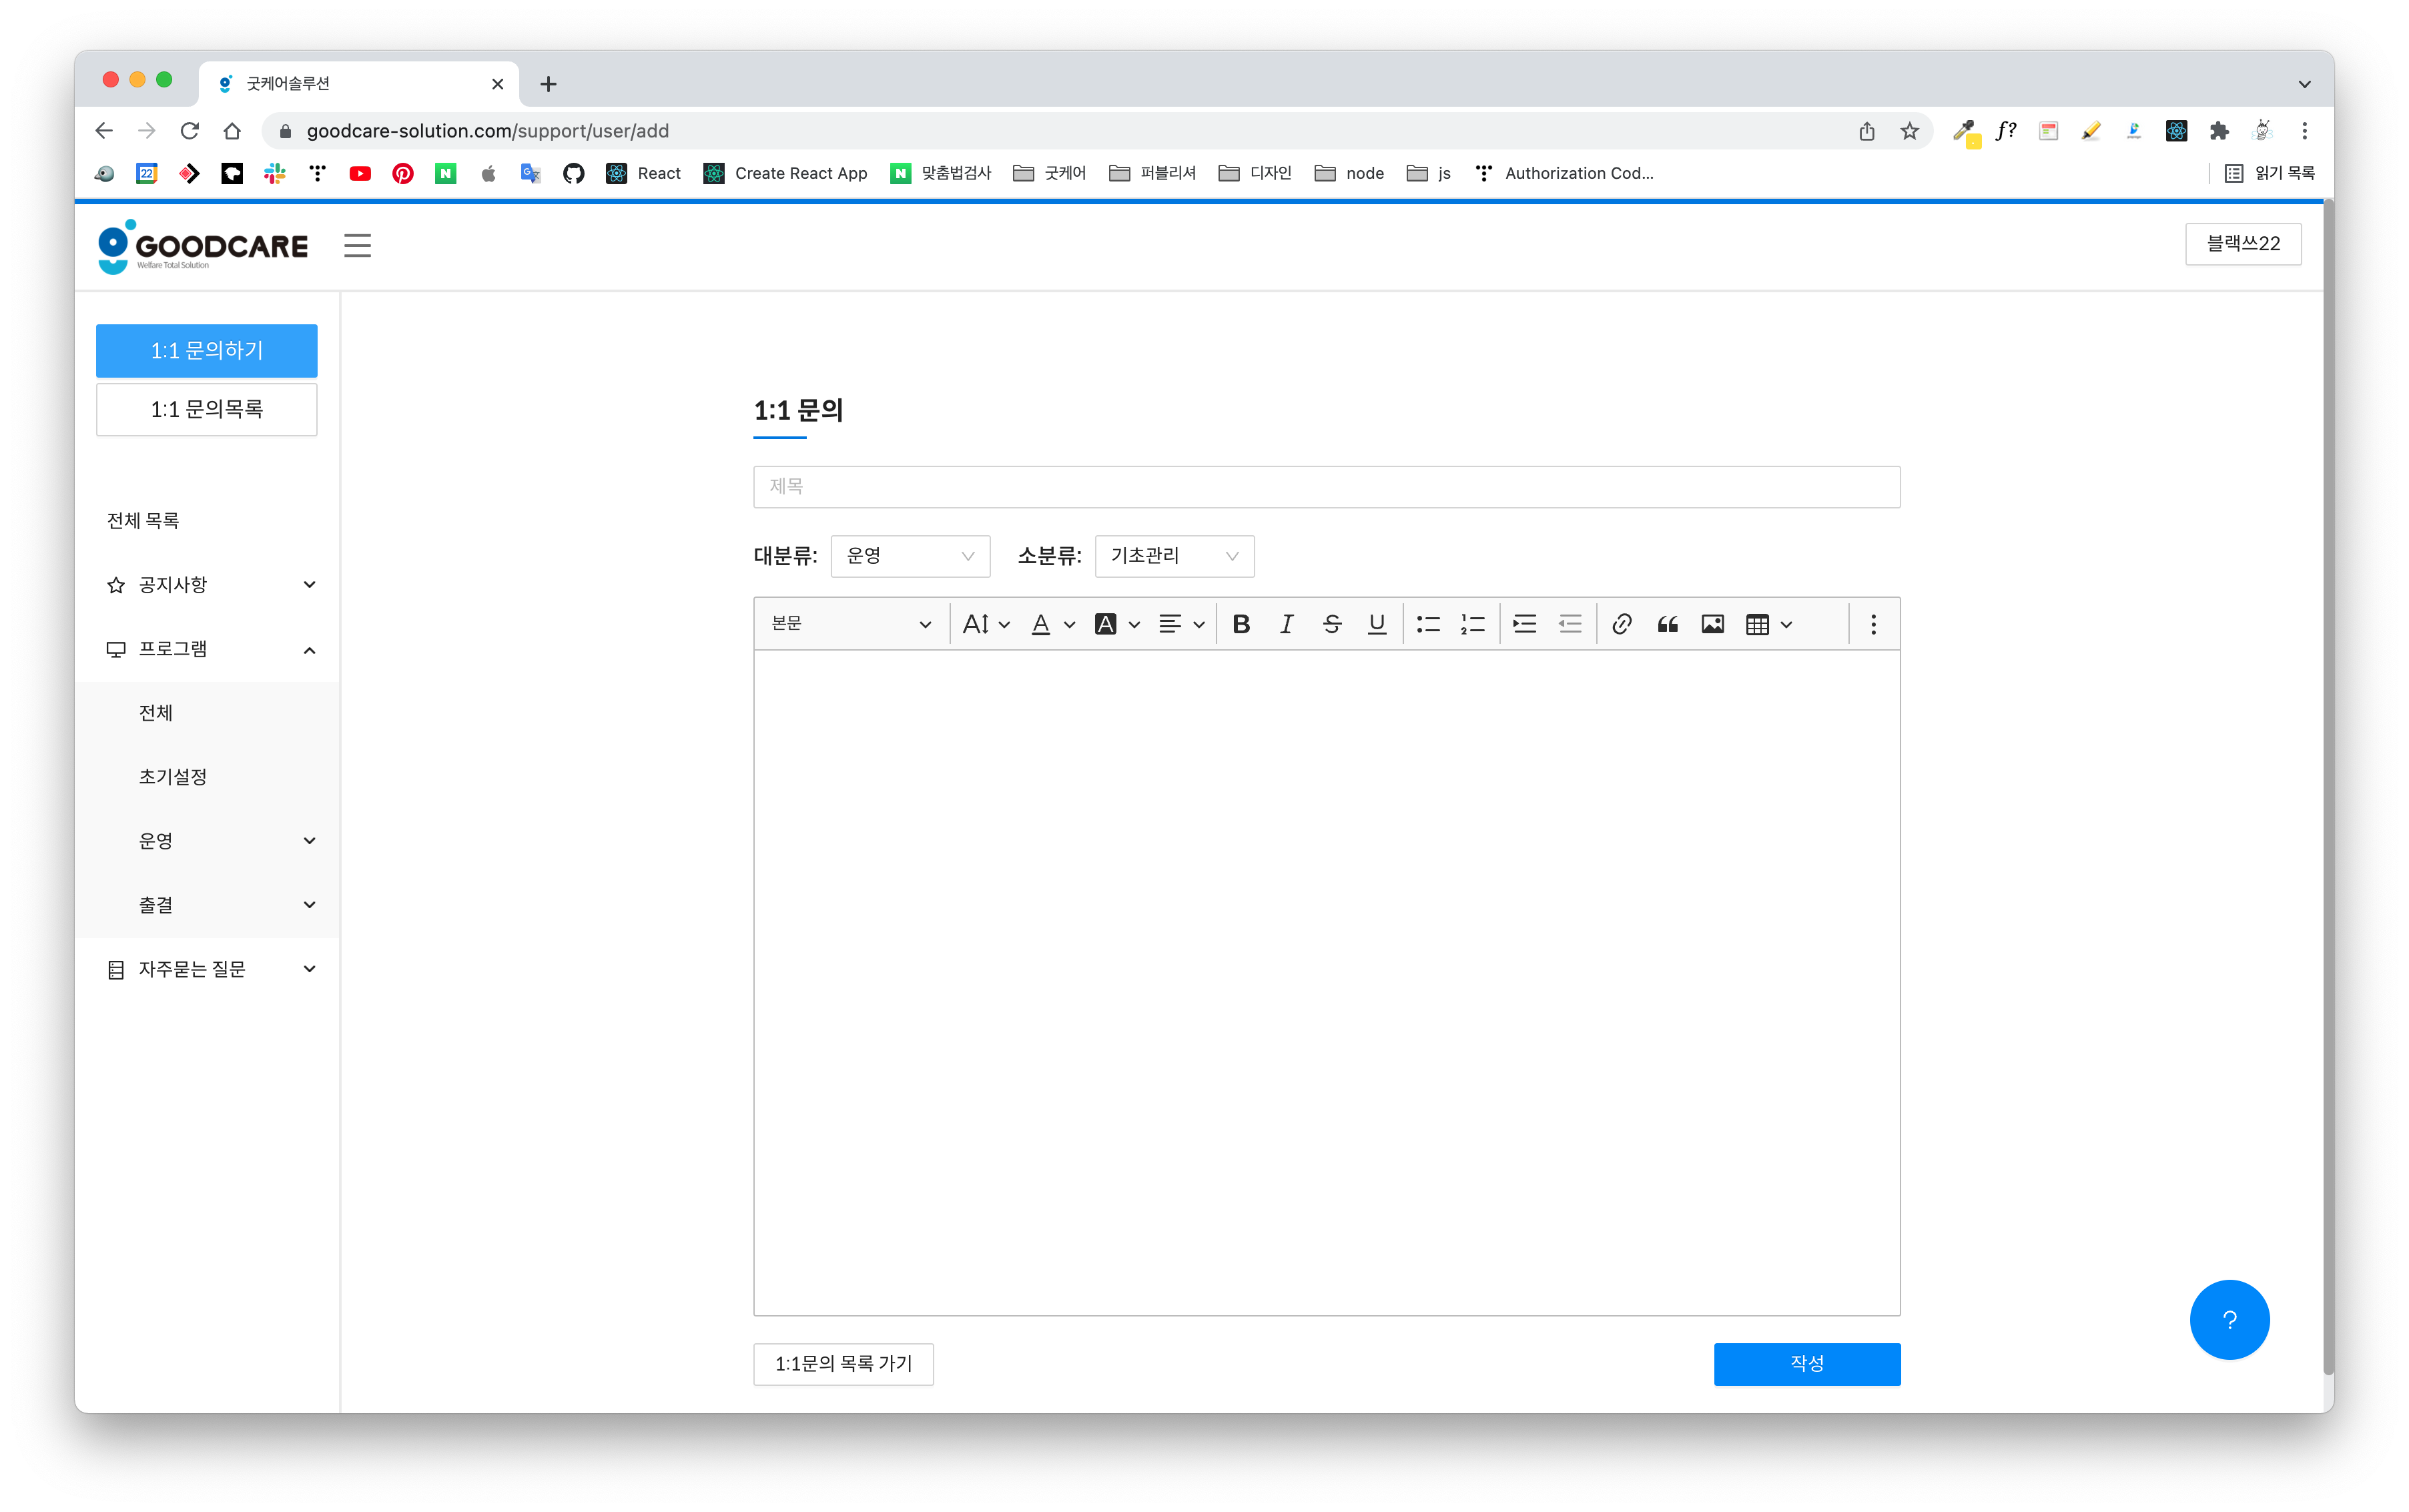 굿케어솔루션
goodcare-solution.com/support/user/add
f?
22 React Create React App N 맞춤법검사 굿케어 퍼블리셔 디자인 node js Authorization Cod... 읽기 목록
GOODCARE
Welfare Total Solution
블랙쓰22
1:1 문의하기
1:1 문의목록
전체 목록
공지사항
프로그램
전체
초기설정
운영
출결
자주묻는 질문
1:1 문의
제목
대분류: 운영 소분류: 기초관리
본문
1:1문의 목록 가기
작성
?